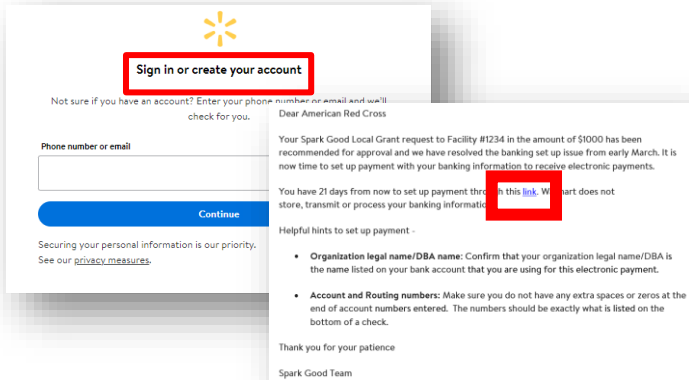 Sign in or create your account
Not sure if you have an account? Enter your phone number or email and we'll
check for you.
Phone number or email
Continue
Securing your personal information is our priority.
See our privacy measures.
Dear American Red Cross
Your Spark Good Local Grant request to Facility #1234 in the amount of $1000 has been
recommended for approval and we have resolved the banking set up issue from early March. It is
now time to set up payment with your banking information to receive electronic payments.
You have 21 days from now to set up payment through this link. Walmart does not
store, transmit or process your banking information
Helpful hints to set up payment -
• Organization legal name/DBA name: Confirm that your organization legal name/DBA is
the name listed on your bank account that you are using for this electronic payment.
• Account and Routing numbers: Make sure you do not have any extra spaces or zeros at the
end of account numbers entered. The numbers should be exactly what is listed on the
bottom of a check.
Thank you for your patience
Spark Good Team